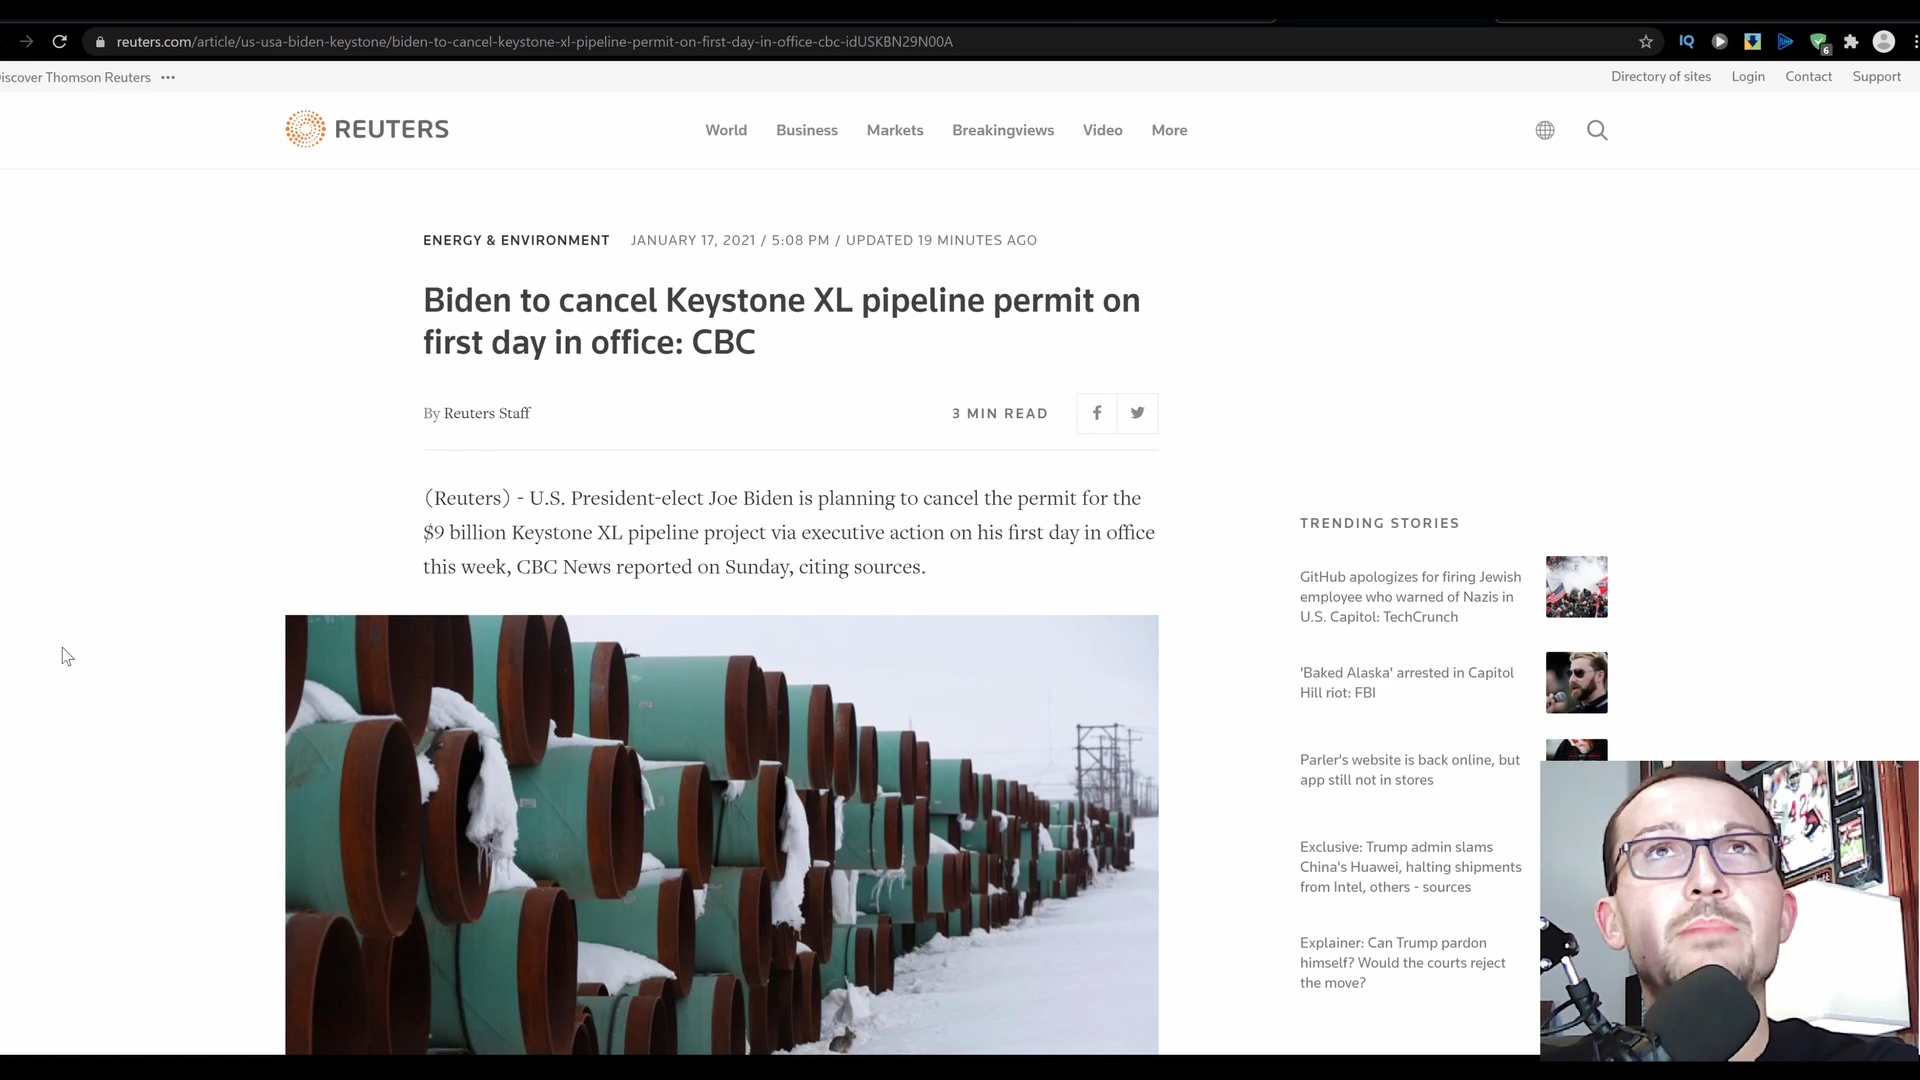 reuters.com/article/us-usa-biden-keystone/biden-to-cancel-keystone-xl-pipeline-permit-on-first-day-in-office-cbc-idUSKBN29N00A
IQ
6
iscover Thomson Reuters •••
Directory of sites Login Contact Support
REUTERS
World Business Markets Breakingviews Video More
ENERGY & ENVIRONMENT JANUARY 17, 2021 / 5:08 PM / UPDATED 19 MINUTES AGO
Biden to cancel Keystone XL pipeline permit on
first day in office: CBC
By Reuters Staff
3 MIN READ
(Reuters) - U.S. President-elect Joe Biden is planning to cancel the permit for the
$9 billion Keystone XL pipeline project via executive action on his first day in office
this week, CBC News reported on Sunday, citing sources.
TRENDING STORIES
GitHub apologizes for firing Jewish
employee who warned of Nazis in
U.S. Capitol: TechCrunch
'Baked Alaska' arrested in Capitol
Hill riot: FBI
Parler's website is back online, but
app still not in stores
Exclusive: Trump admin slams
China's Huawei, halting shipments
from Intel, others - sources
Explainer: Can Trump pardon
himself? Would the courts reject
the move?